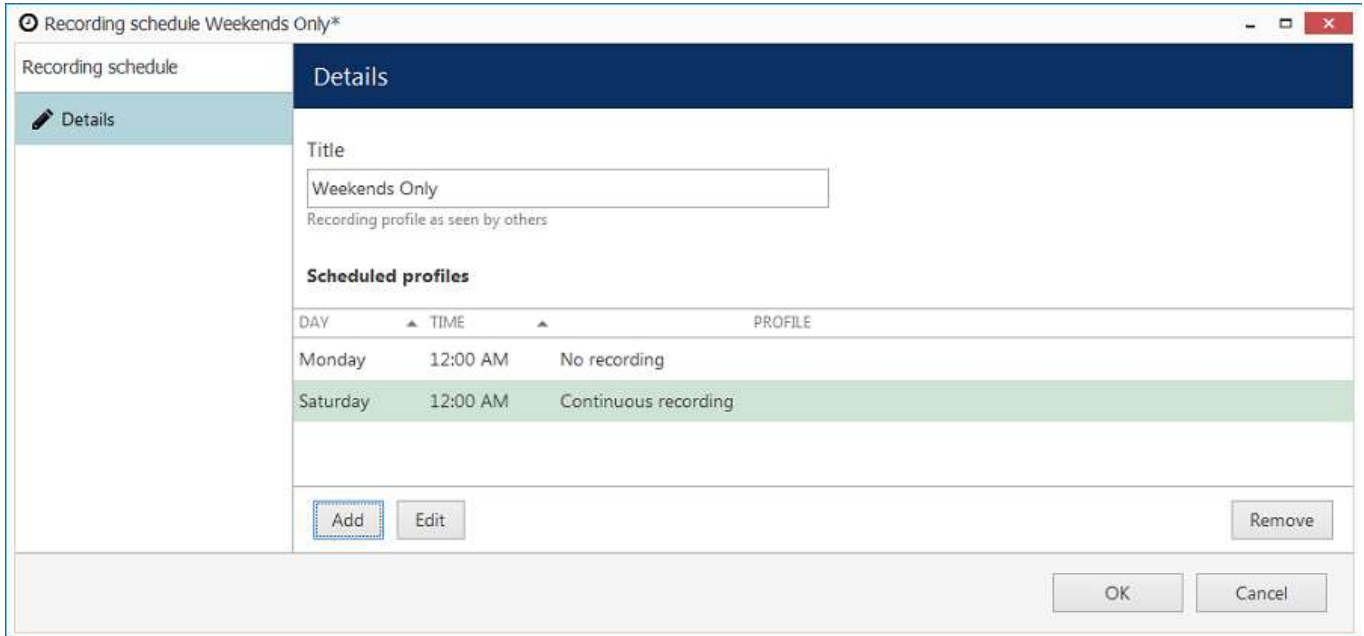 Recording schedule Weekends Only*
Recording schedule
Details
Details
Title
Weekends Only
Recording profile as seen by others
Scheduled profiles
DAY TIME PROFILE
Monday 12:00 AM No recording
Saturday 12:00 AM Continuous recording
Add Edit Remove
OK Cancel